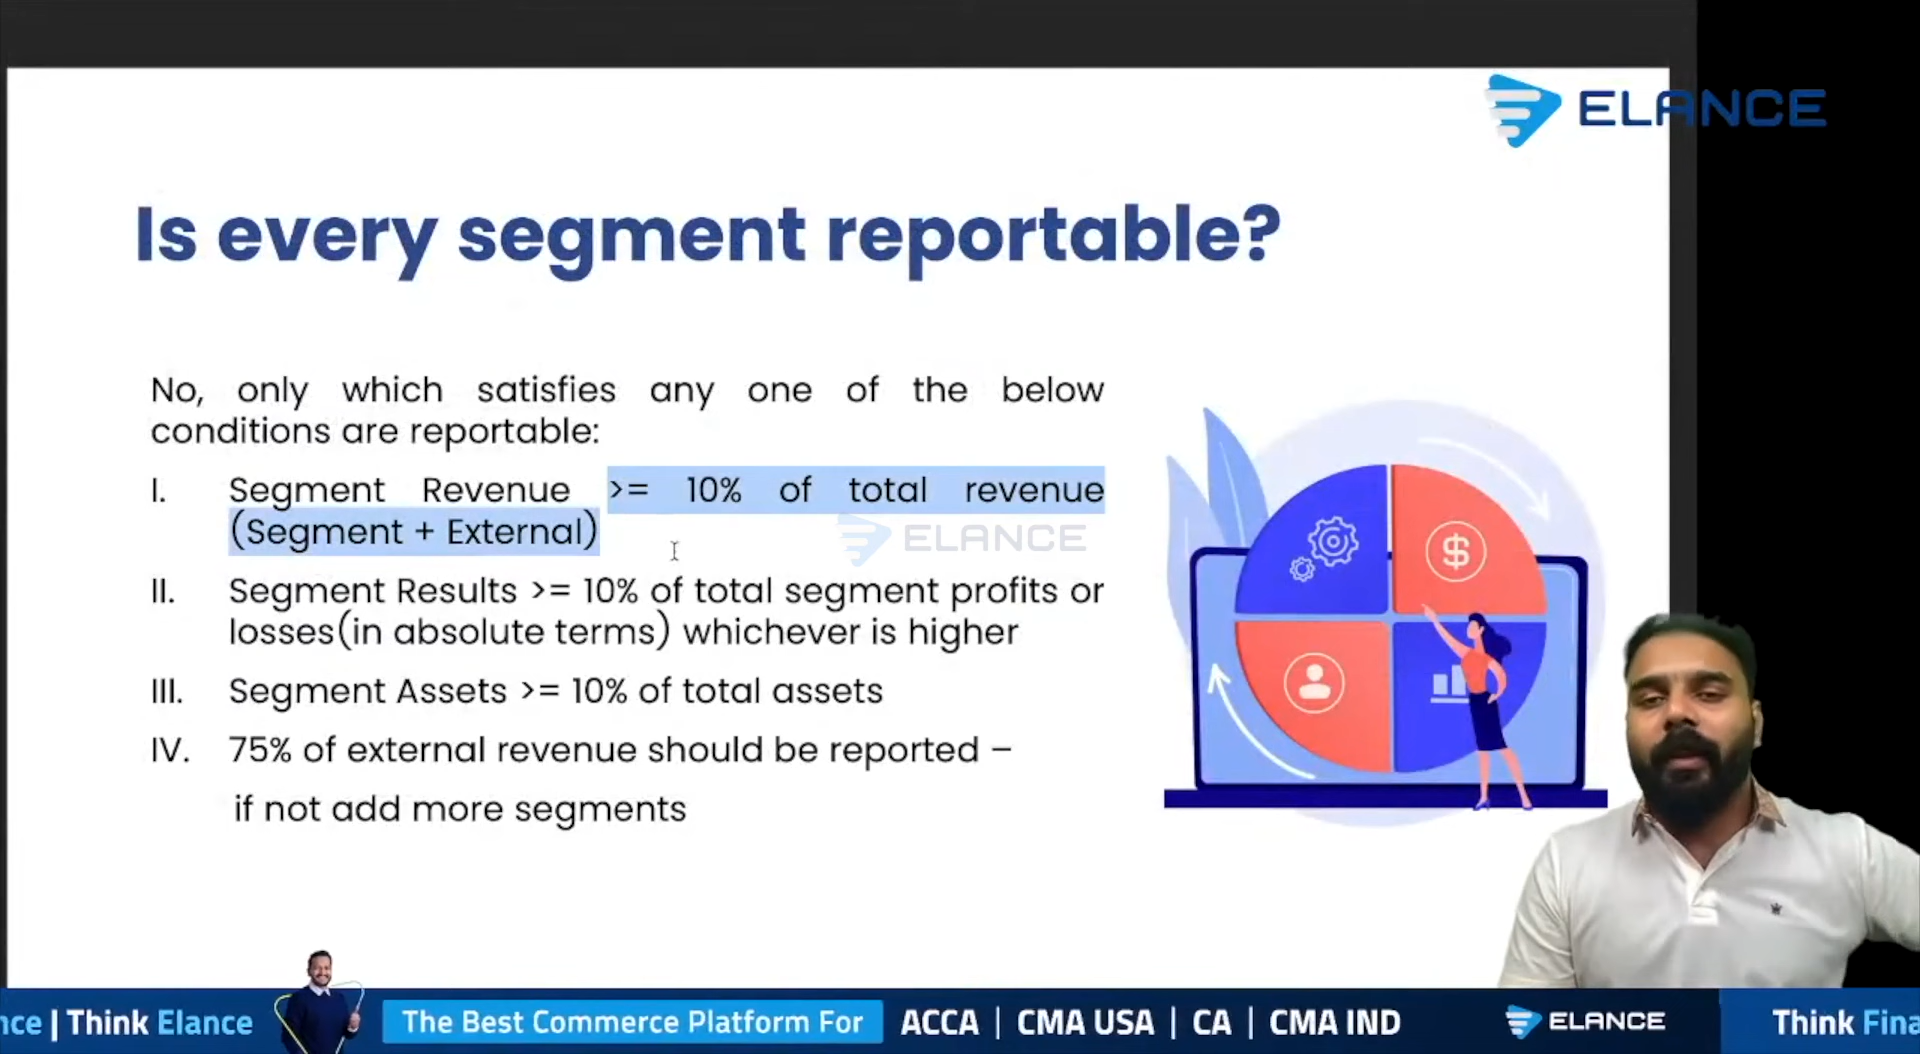 ELANCE
Is every segment reportable?
No, only which satisfies any one of the below
conditions are reportable:
I. Segment Revenue >= 10% of total revenue
(Segment + External)
ELANCE
II. Segment Results >= 10% of total segment profits or
losses(in absolute terms) whichever is higher
III. Segment Assets >= 10% of total assets
IV. 75% of external revenue should be reported –
if not add more segments
nce | Think Elance
The Best Commerce Platform For
ACCA | CMA USA | CA | CMA IND
ELANCE
Think Fina